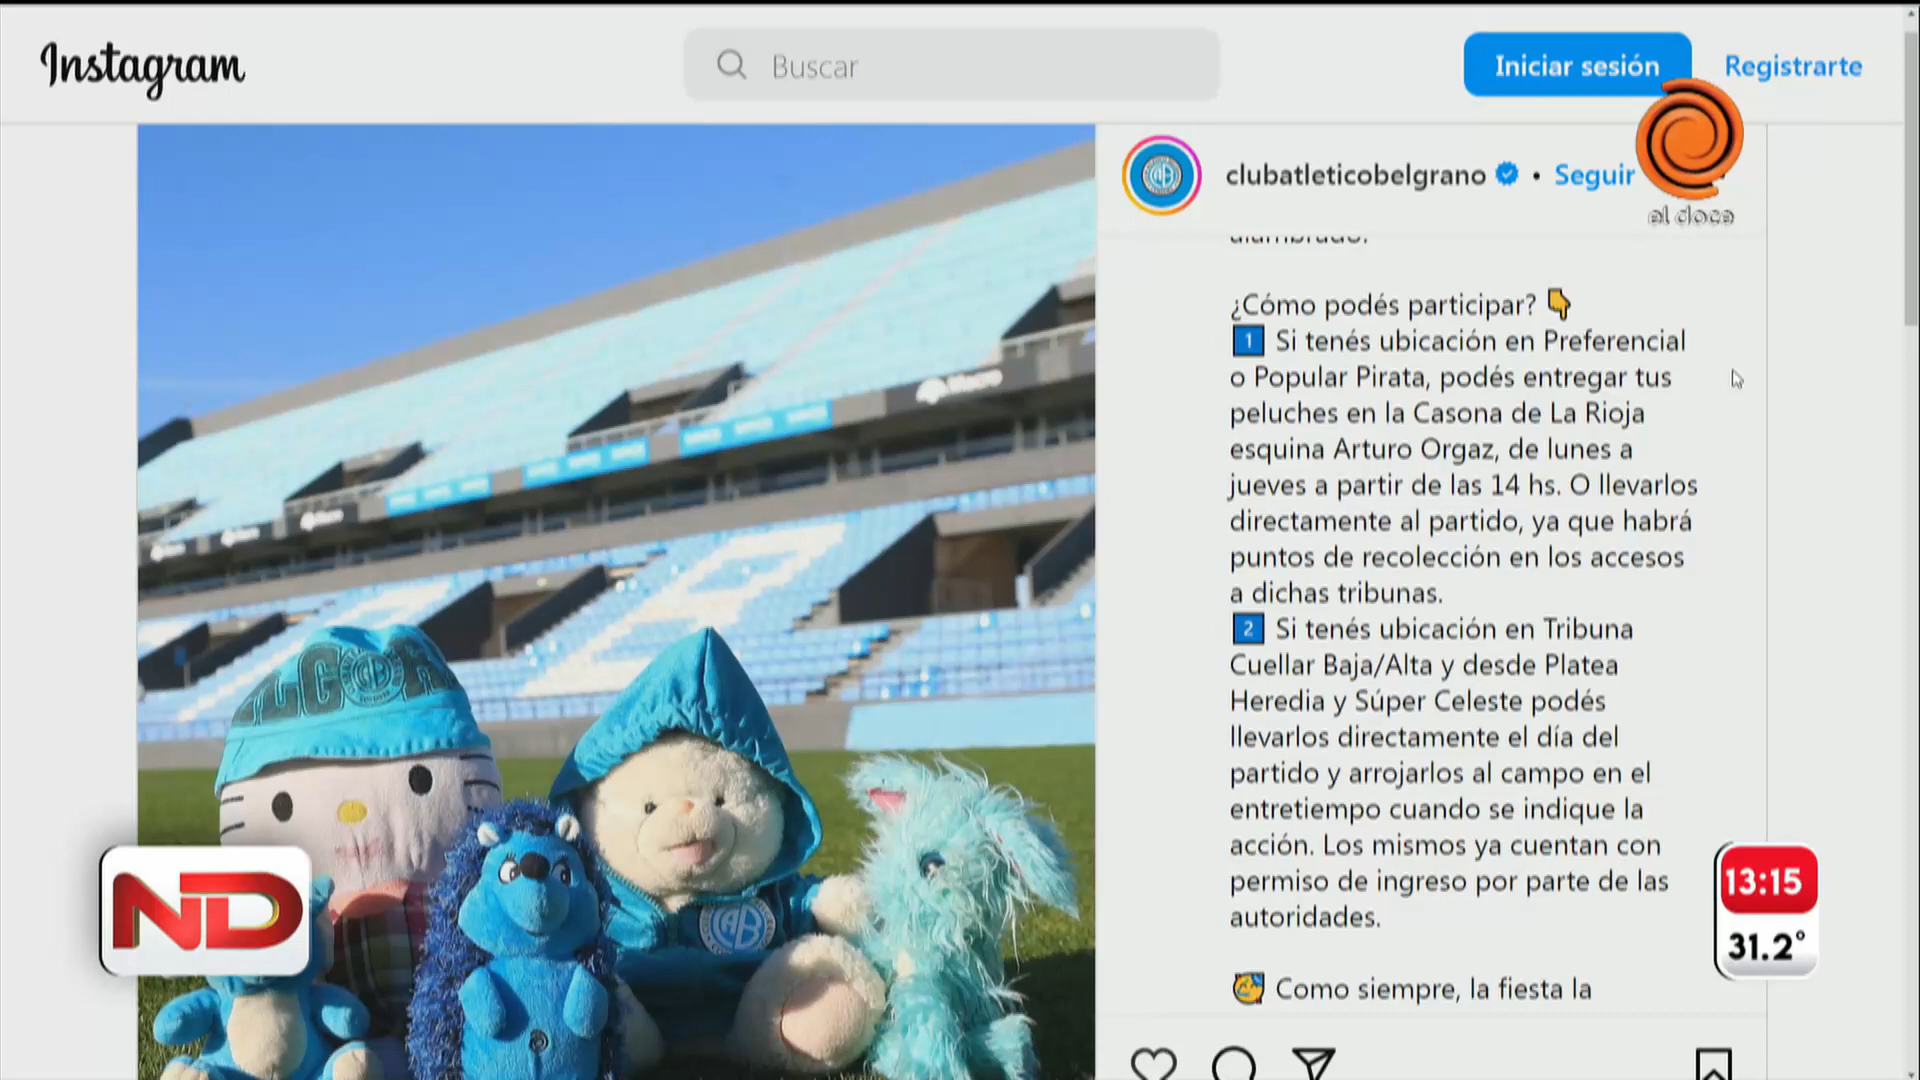 Instagram
Buscar
Iniciar sesión
Registrarte
clubatleticobelgrano • Seguir
el doce
alambrado.
¿Cómo podés participar? 👇
1 Si tenés ubicación en Preferencial
o Popular Pirata, podés entregar tus
peluches en la Casona de La Rioja
esquina Arturo Orgaz, de lunes a
jueves a partir de las 14 hs. O llevarlos
directamente al partido, ya que habrá
puntos de recolección en los accesos
a dichas tribunas.
2 Si tenés ubicación en Tribuna
Cuellar Baja/Alta y desde Platea
Heredia y Súper Celeste podés
llevarlos directamente el día del
partido y arrojarlos al campo en el
entretiempo cuando se indique la
acción. Los mismos ya cuentan con
permiso de ingreso por parte de las
autoridades.
🥳 Como siempre, la fiesta la
Macro
CAB
ND
13:15
31.2°